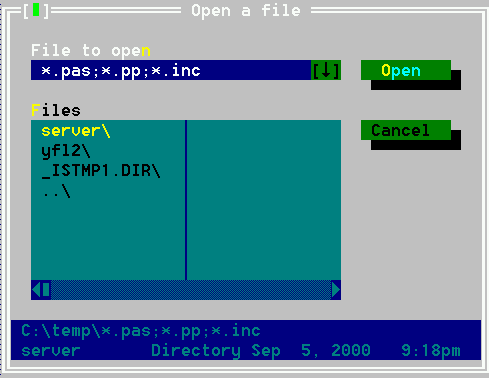 [■] Open a file
File to open
*.pas;*.pp;*.inc [↓] Open
Files
server\ Cancel
yfl2\
_ISTMP1.DIR\
..\
C:\temp\*.pas;*.pp;*.inc
server Directory Sep 5, 2000 9:18pm